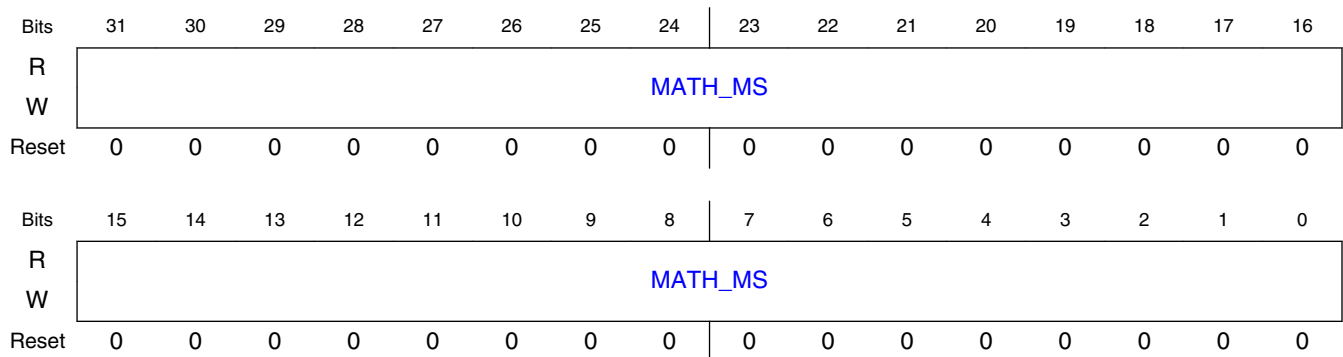 Bits 31 30 29 28 27 26 25 24 23 22 21 20 19 18 17 16
R
MATH_MS
W
Reset 0 0 0 0 0 0 0 0 0 0 0 0 0 0 0 0
Bits 15 14 13 12 11 10 9 8 7 6 5 4 3 2 1 0
R
MATH_MS
W
Reset 0 0 0 0 0 0 0 0 0 0 0 0 0 0 0 0